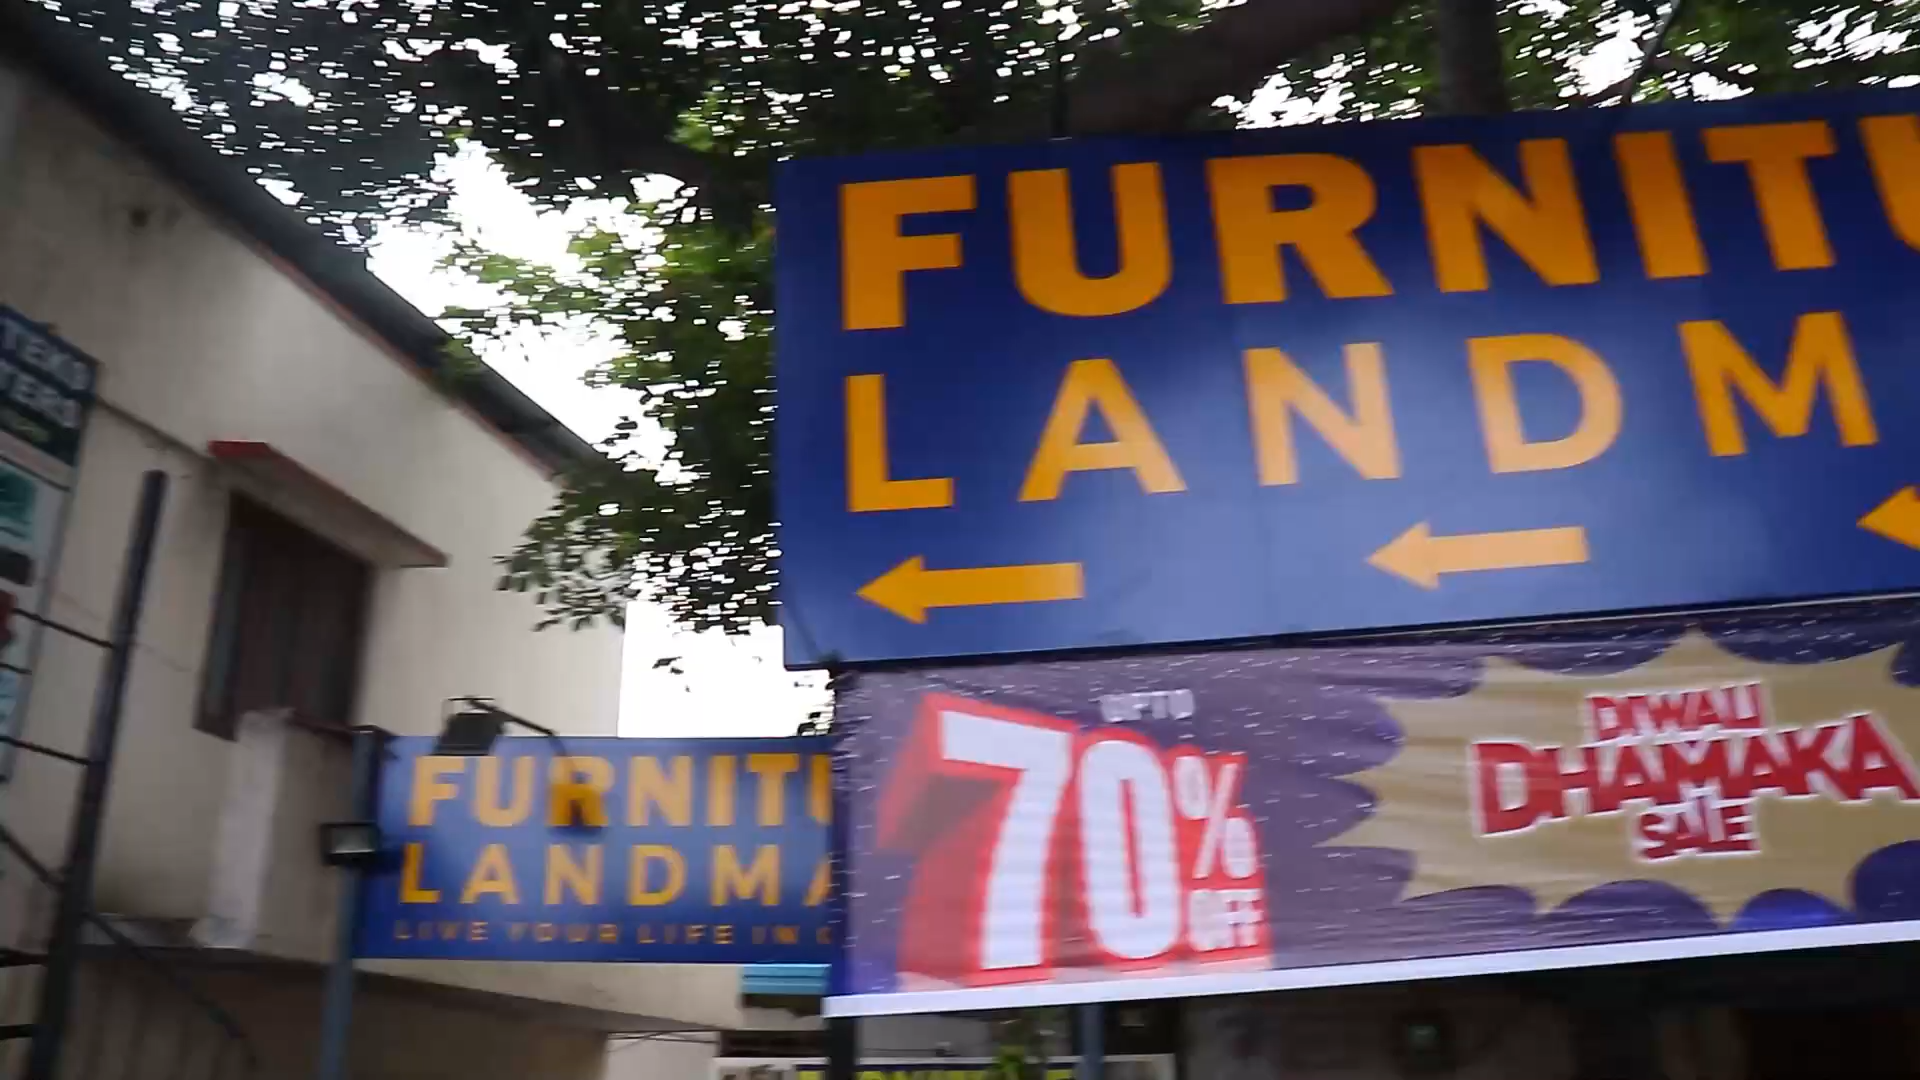 FURNITU
LANDM
UPTO
70%
OFF
DIWALI
DHAMAKA
SALE
FURNITU
LANDMA
LIVE YOUR LIFE IN